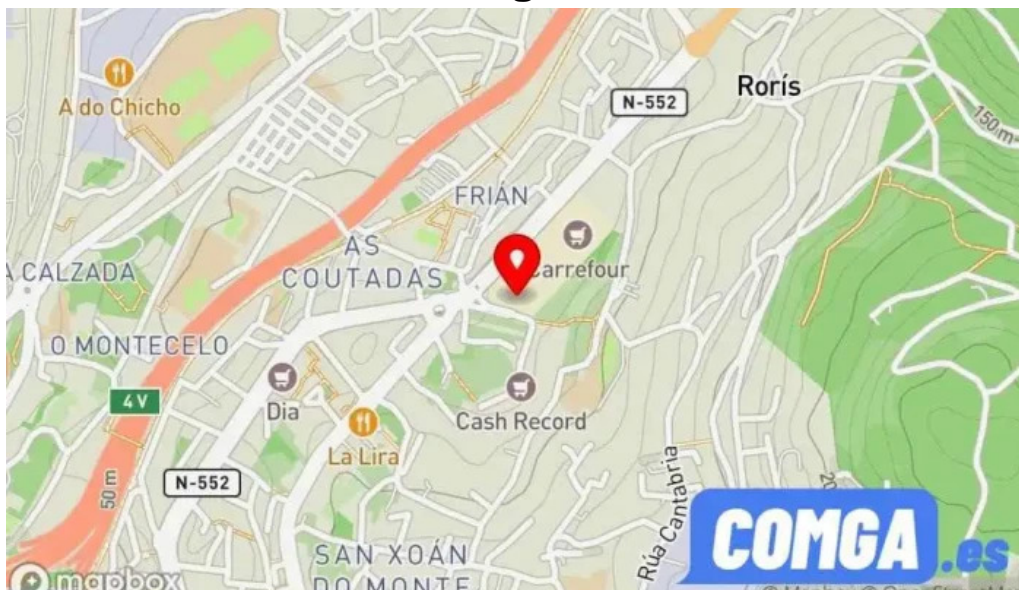 A do Chicho
N-552
Rorís
150 m
FRIÁN
AS
COUTADAS
Carrefour
A CALZADA
O MONTECELO
4V
Dia
Cash Record
La Lira
N-552
50 m
Rúa Cantabria
SAN XOÁN
DO MONTE
COMGA.es
mapbox